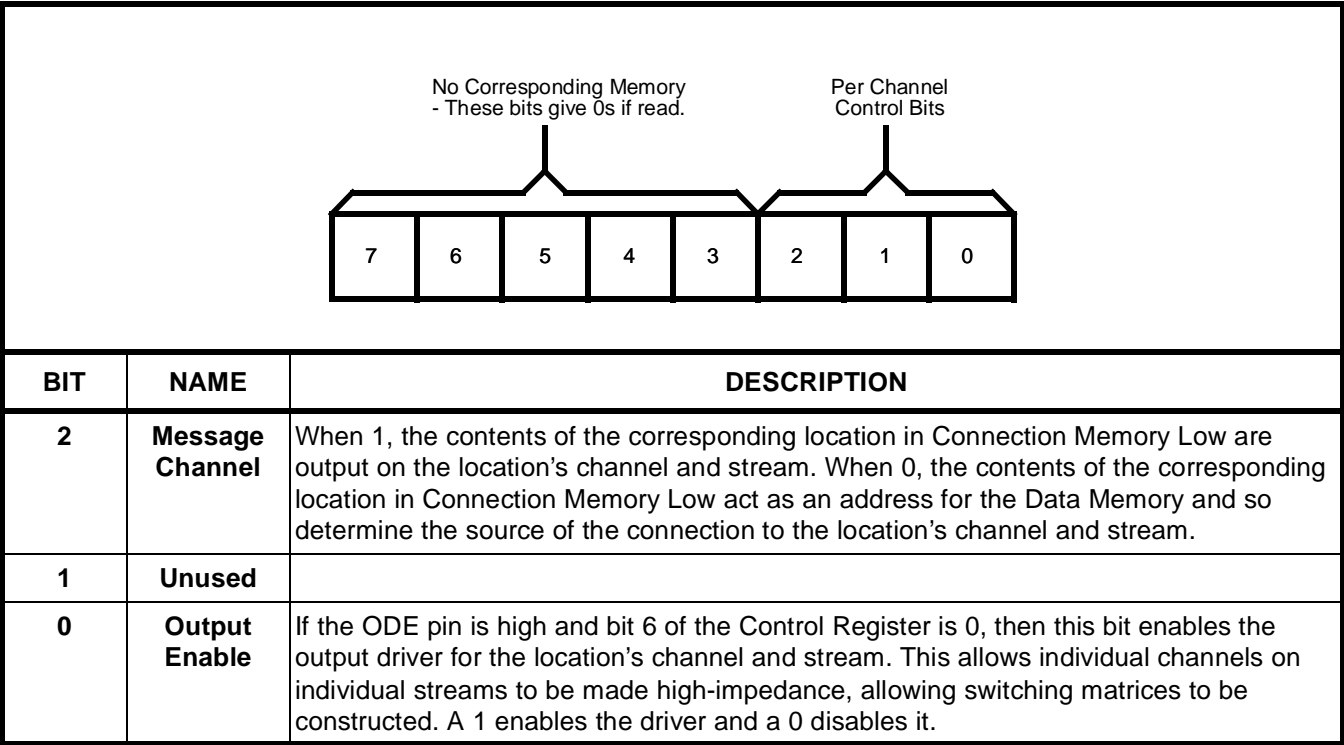 No Corresponding Memory
- These bits give 0s if read.
Per Channel
Control Bits
7 6 5 4 3 2 1 0
BIT NAME DESCRIPTION
2 Message Channel
When 1, the contents of the corresponding location in Connection Memory Low are
output on the location's channel and stream. When 0, the contents of the corresponding
location in Connection Memory Low act as an address for the Data Memory and so
determine the source of the connection to the location's channel and stream.
1 Unused
0 Output Enable
If the ODE pin is high and bit 6 of the Control Register is 0, then this bit enables the
output driver for the location's channel and stream. This allows individual channels on
individual streams to be made high-impedance, allowing switching matrices to be
constructed. A 1 enables the driver and a 0 disables it.